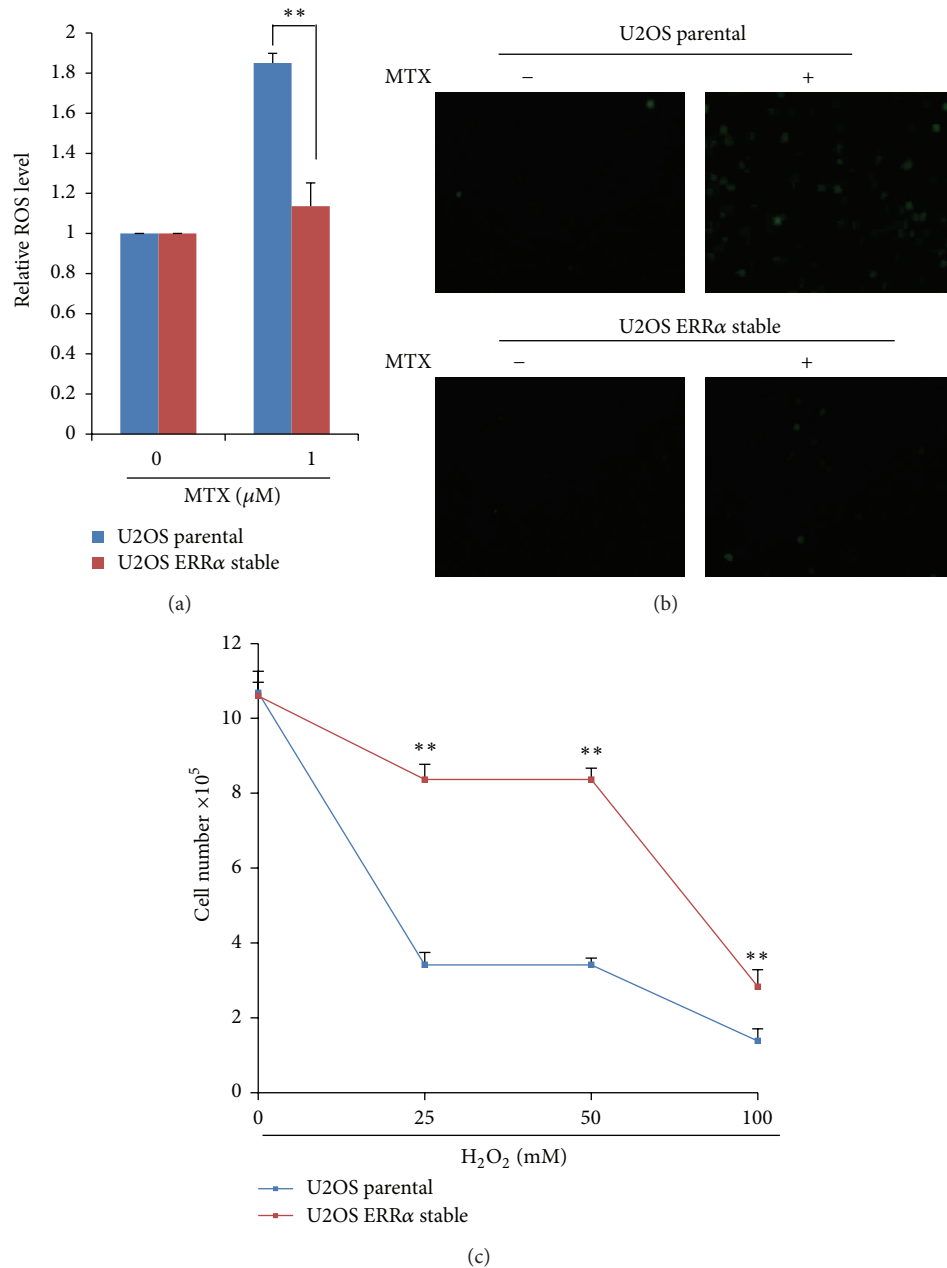 **
2
1.8
1.6
1.4
1.2
1
0.8
0.6
0.4
0.2
0
Relative ROS level
0 1
MTX (μM)
U2OS parental
U2OS ERRα stable
(a)
U2OS parental
MTX − +
U2OS ERRα stable
MTX − +
(b)
12
10
8
6
4
2
0
Cell number ×10⁵
** ** **
0 25 50 100
H₂O₂ (mM)
U2OS parental
U2OS ERRα stable
(c)